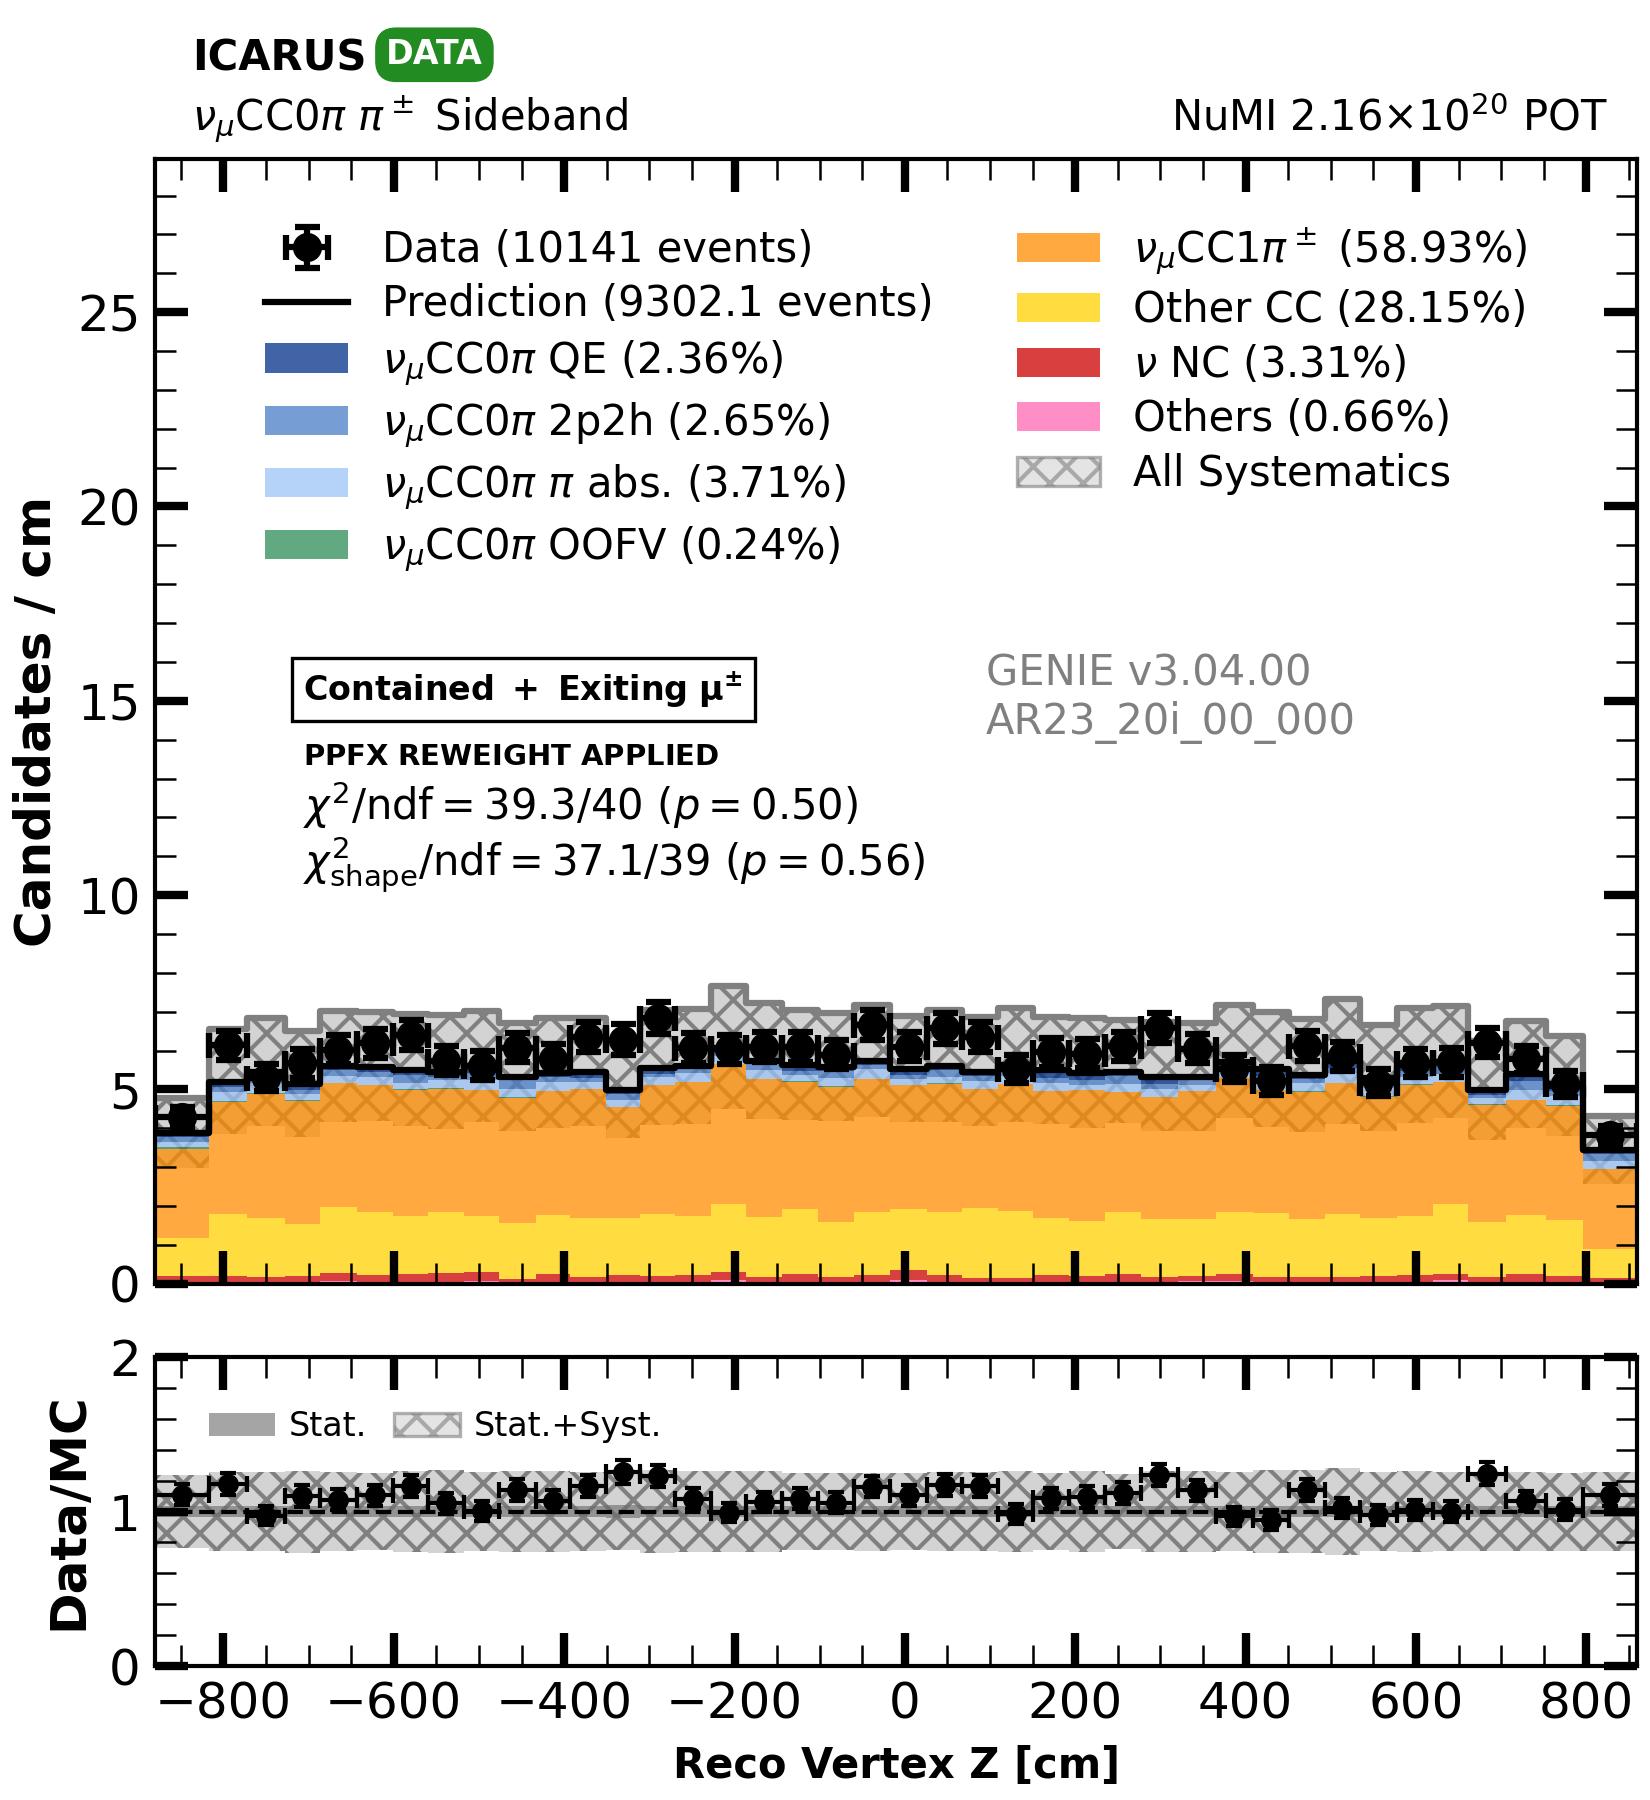 ICARUS DATA
νμCC0π π± Sideband
NuMI 2.16×10²⁰ POT
Data (10141 events)
Prediction (9302.1 events)
νμCC0π QE (2.36%)
νμCC0π 2p2h (2.65%)
νμCC0π π abs. (3.71%)
νμCC0π OOFV (0.24%)
νμCC1π± (58.93%)
Other CC (28.15%)
ν NC (3.31%)
Others (0.66%)
All Systematics
Contained + Exiting μ±
PPFX REWEIGHT APPLIED
χ²/ndf = 39.3/40 (p = 0.50)
χ²shape/ndf = 37.1/39 (p = 0.56)
GENIE v3.04.00
AR23_20i_00_000
Candidates / cm
25
20
15
10
5
0
Data/MC
2
1
0
Stat.
Stat.+Syst.
−800 −600 −400 −200 0 200 400 600 800
Reco Vertex Z [cm]